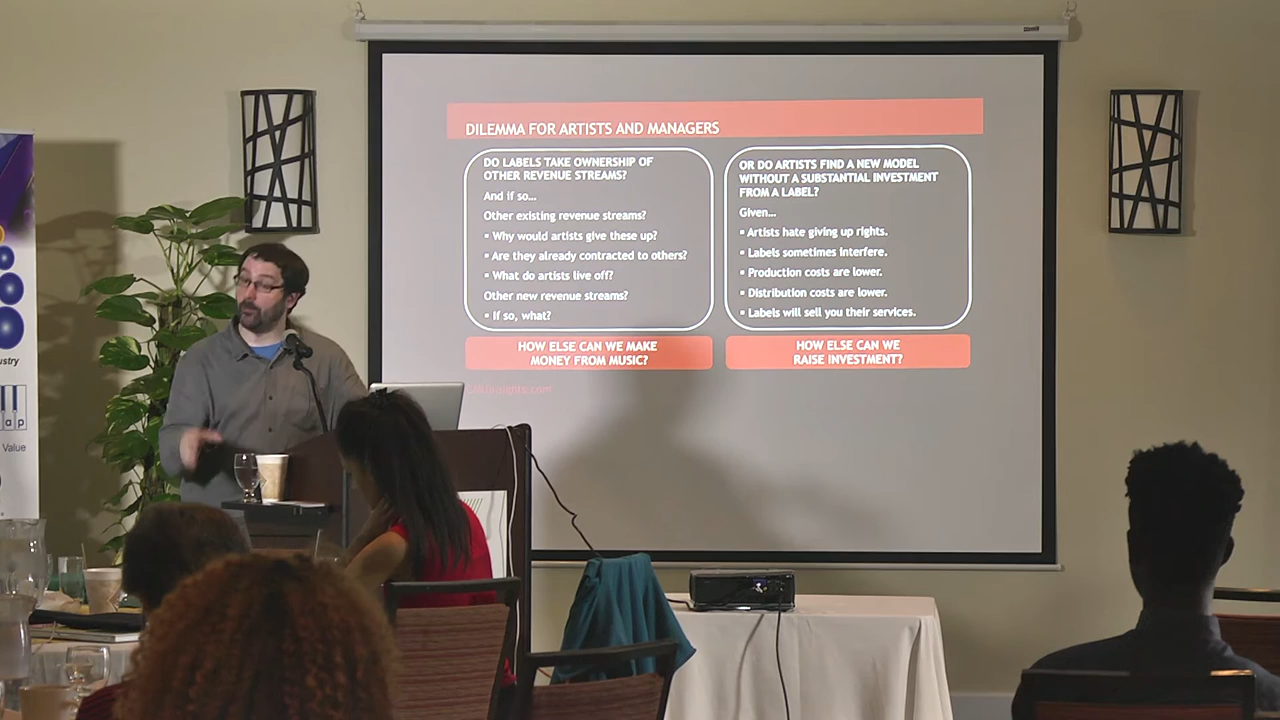 DILEMMA FOR ARTISTS AND MANAGERS
DO LABELS TAKE OWNERSHIP OF
OTHER REVENUE STREAMS?
And if so...
Other existing revenue streams?
▪ Why would artists give these up?
▪ Are they already contracted to others?
▪ What do artists live off?
Other new revenue streams?
▪ If so, what?
HOW ELSE CAN WE MAKE
MONEY FROM MUSIC?
OR DO ARTISTS FIND A NEW MODEL
WITHOUT A SUBSTANTIAL INVESTMENT
FROM A LABEL?
Given...
▪ Artists hate giving up rights.
▪ Labels sometimes interfere.
▪ Production costs are lower.
▪ Distribution costs are lower.
▪ Labels will sell you their services.
HOW ELSE CAN WE
RAISE INVESTMENT?
ustry
a p
Value